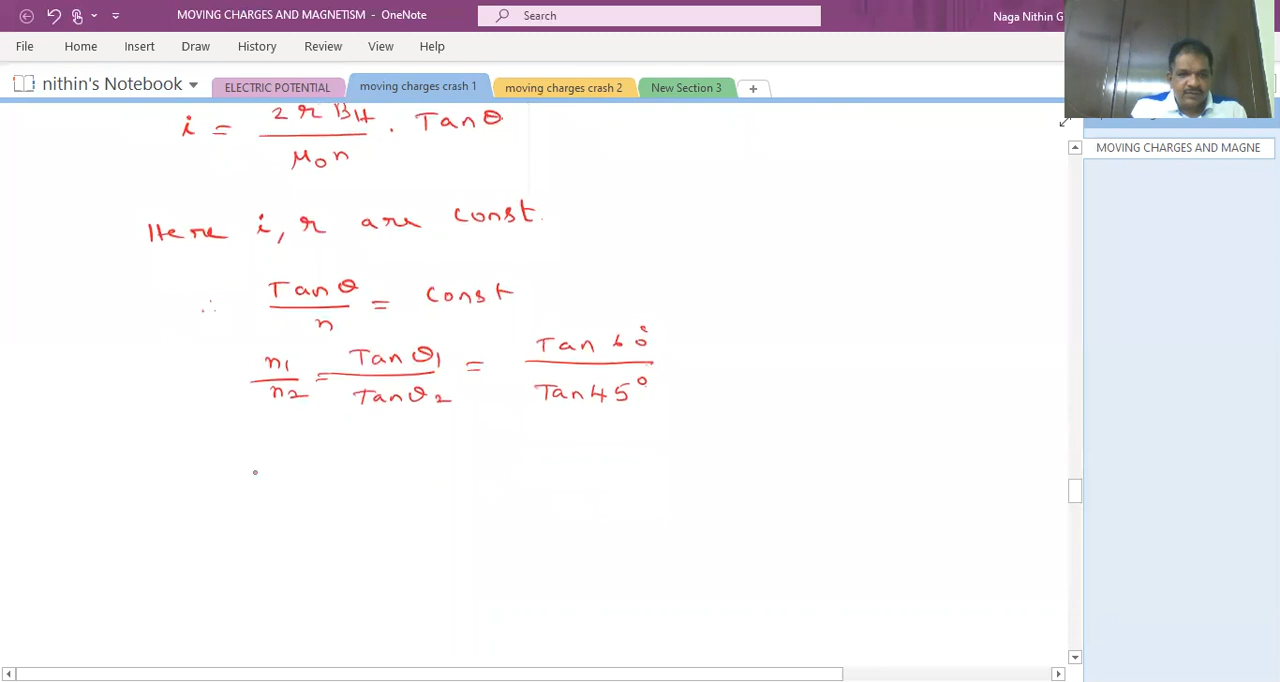 MOVING CHARGES AND MAGNETISM - OneNote
Search
Naga Nithin G
File Home Insert Draw History Review View Help
nithin's Notebook
ELECTRIC POTENTIAL
moving charges crash 1
moving charges crash 2
New Section 3
+
MOVING CHARGES AND MAGNE
i = 2 r BH / μ0 n . Tanθ
Here i, r are const.
∴ Tanθ / n = const
n1 / n2 = Tanθ1 / Tanθ2 = Tan 60° / Tan45°